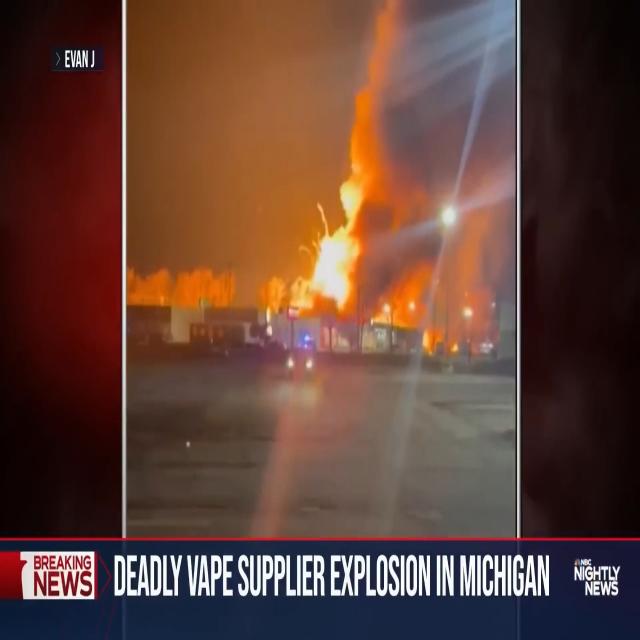 EVAN J
BREAKING
NEWS
DEADLY VAPE SUPPLIER EXPLOSION IN MICHIGAN
NBC
NIGHTLY
NEWS